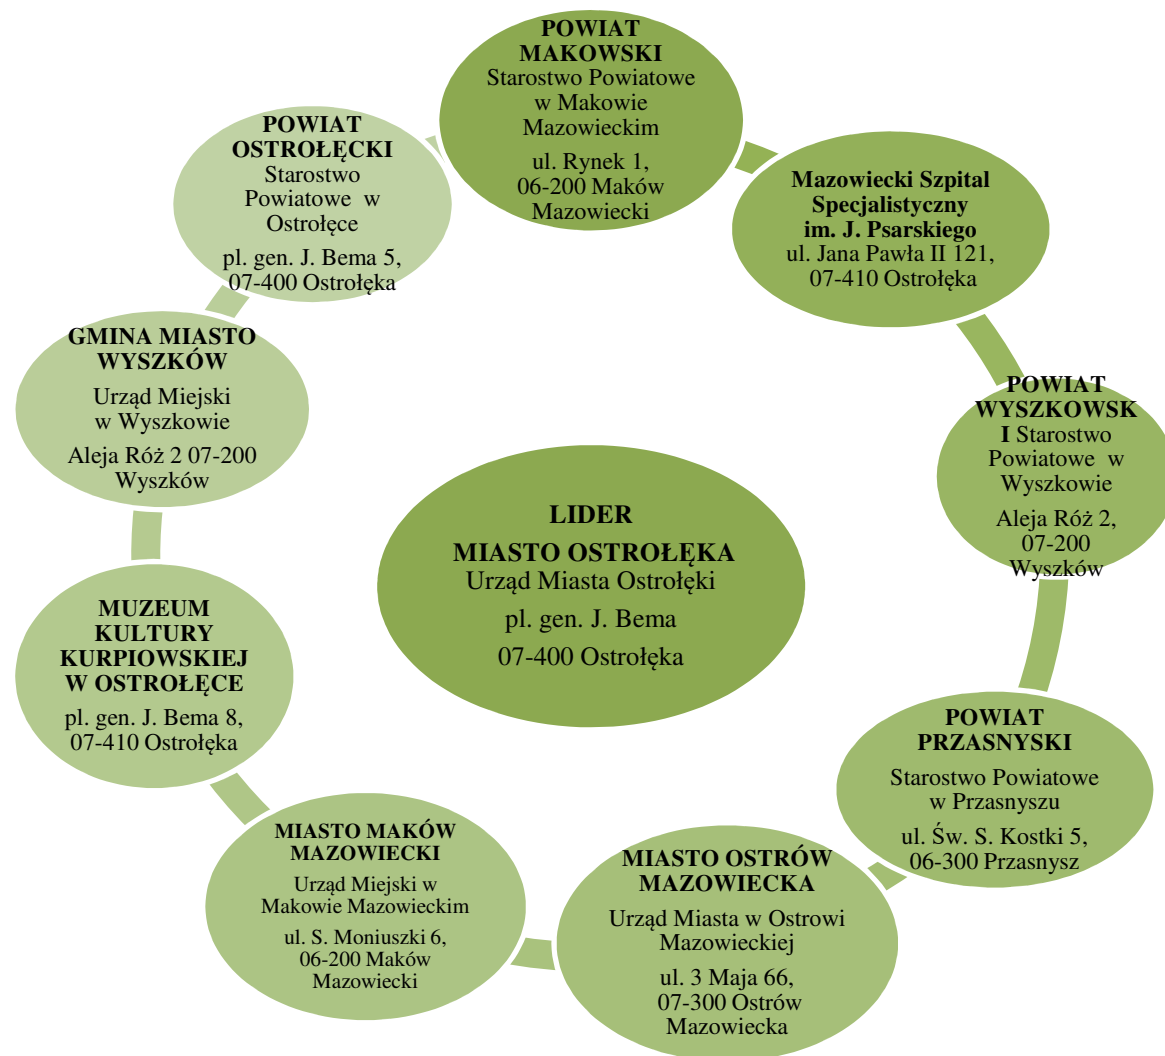 POWIAT
MAKOWSKI
Starostwo Powiatowe
w Makowie
Mazowieckim
ul. Rynek 1,
06-200 Maków
Mazowiecki
Mazowiecki Szpital
Specjalistyczny
im. J. Psarskiego
ul. Jana Pawła II 121,
07-410 Ostrołęka
POWIAT
WYSZKOWSK
I Starostwo
Powiatowe w
Wyszkowie
Aleja Róż 2,
07-200
Wyszków
POWIAT
PRZASNYSKI
Starostwo Powiatowe
w Przasnyszu
ul. Św. S. Kostki 5,
06-300 Przasnysz
MIASTO OSTRÓW
MAZOWIECKA
Urząd Miasta w Ostrowi
Mazowieckiej
ul. 3 Maja 66,
07-300 Ostrów
Mazowiecka
MIASTO MAKÓW
MAZOWIECKI
Urząd Miejski w
Makowie Mazowieckim
ul. S. Moniuszki 6,
06-200 Maków
Mazowiecki
MUZEUM
KULTURY
KURPIOWSKIEJ
W OSTROŁĘCE
pl. gen. J. Bema 8,
07-410 Ostrołęka
GMINA MIASTO
WYSZKÓW
Urząd Miejski
w Wyszkowie
Aleja Róż 2 07-200
Wyszków
POWIAT
OSTROŁĘCKI
Starostwo
Powiatowe w
Ostrołęce
pl. gen. J. Bema 5,
07-400 Ostrołęka
LIDER
MIASTO OSTROŁĘKA
Urząd Miasta Ostrołęki
pl. gen. J. Bema
07-400 Ostrołęka